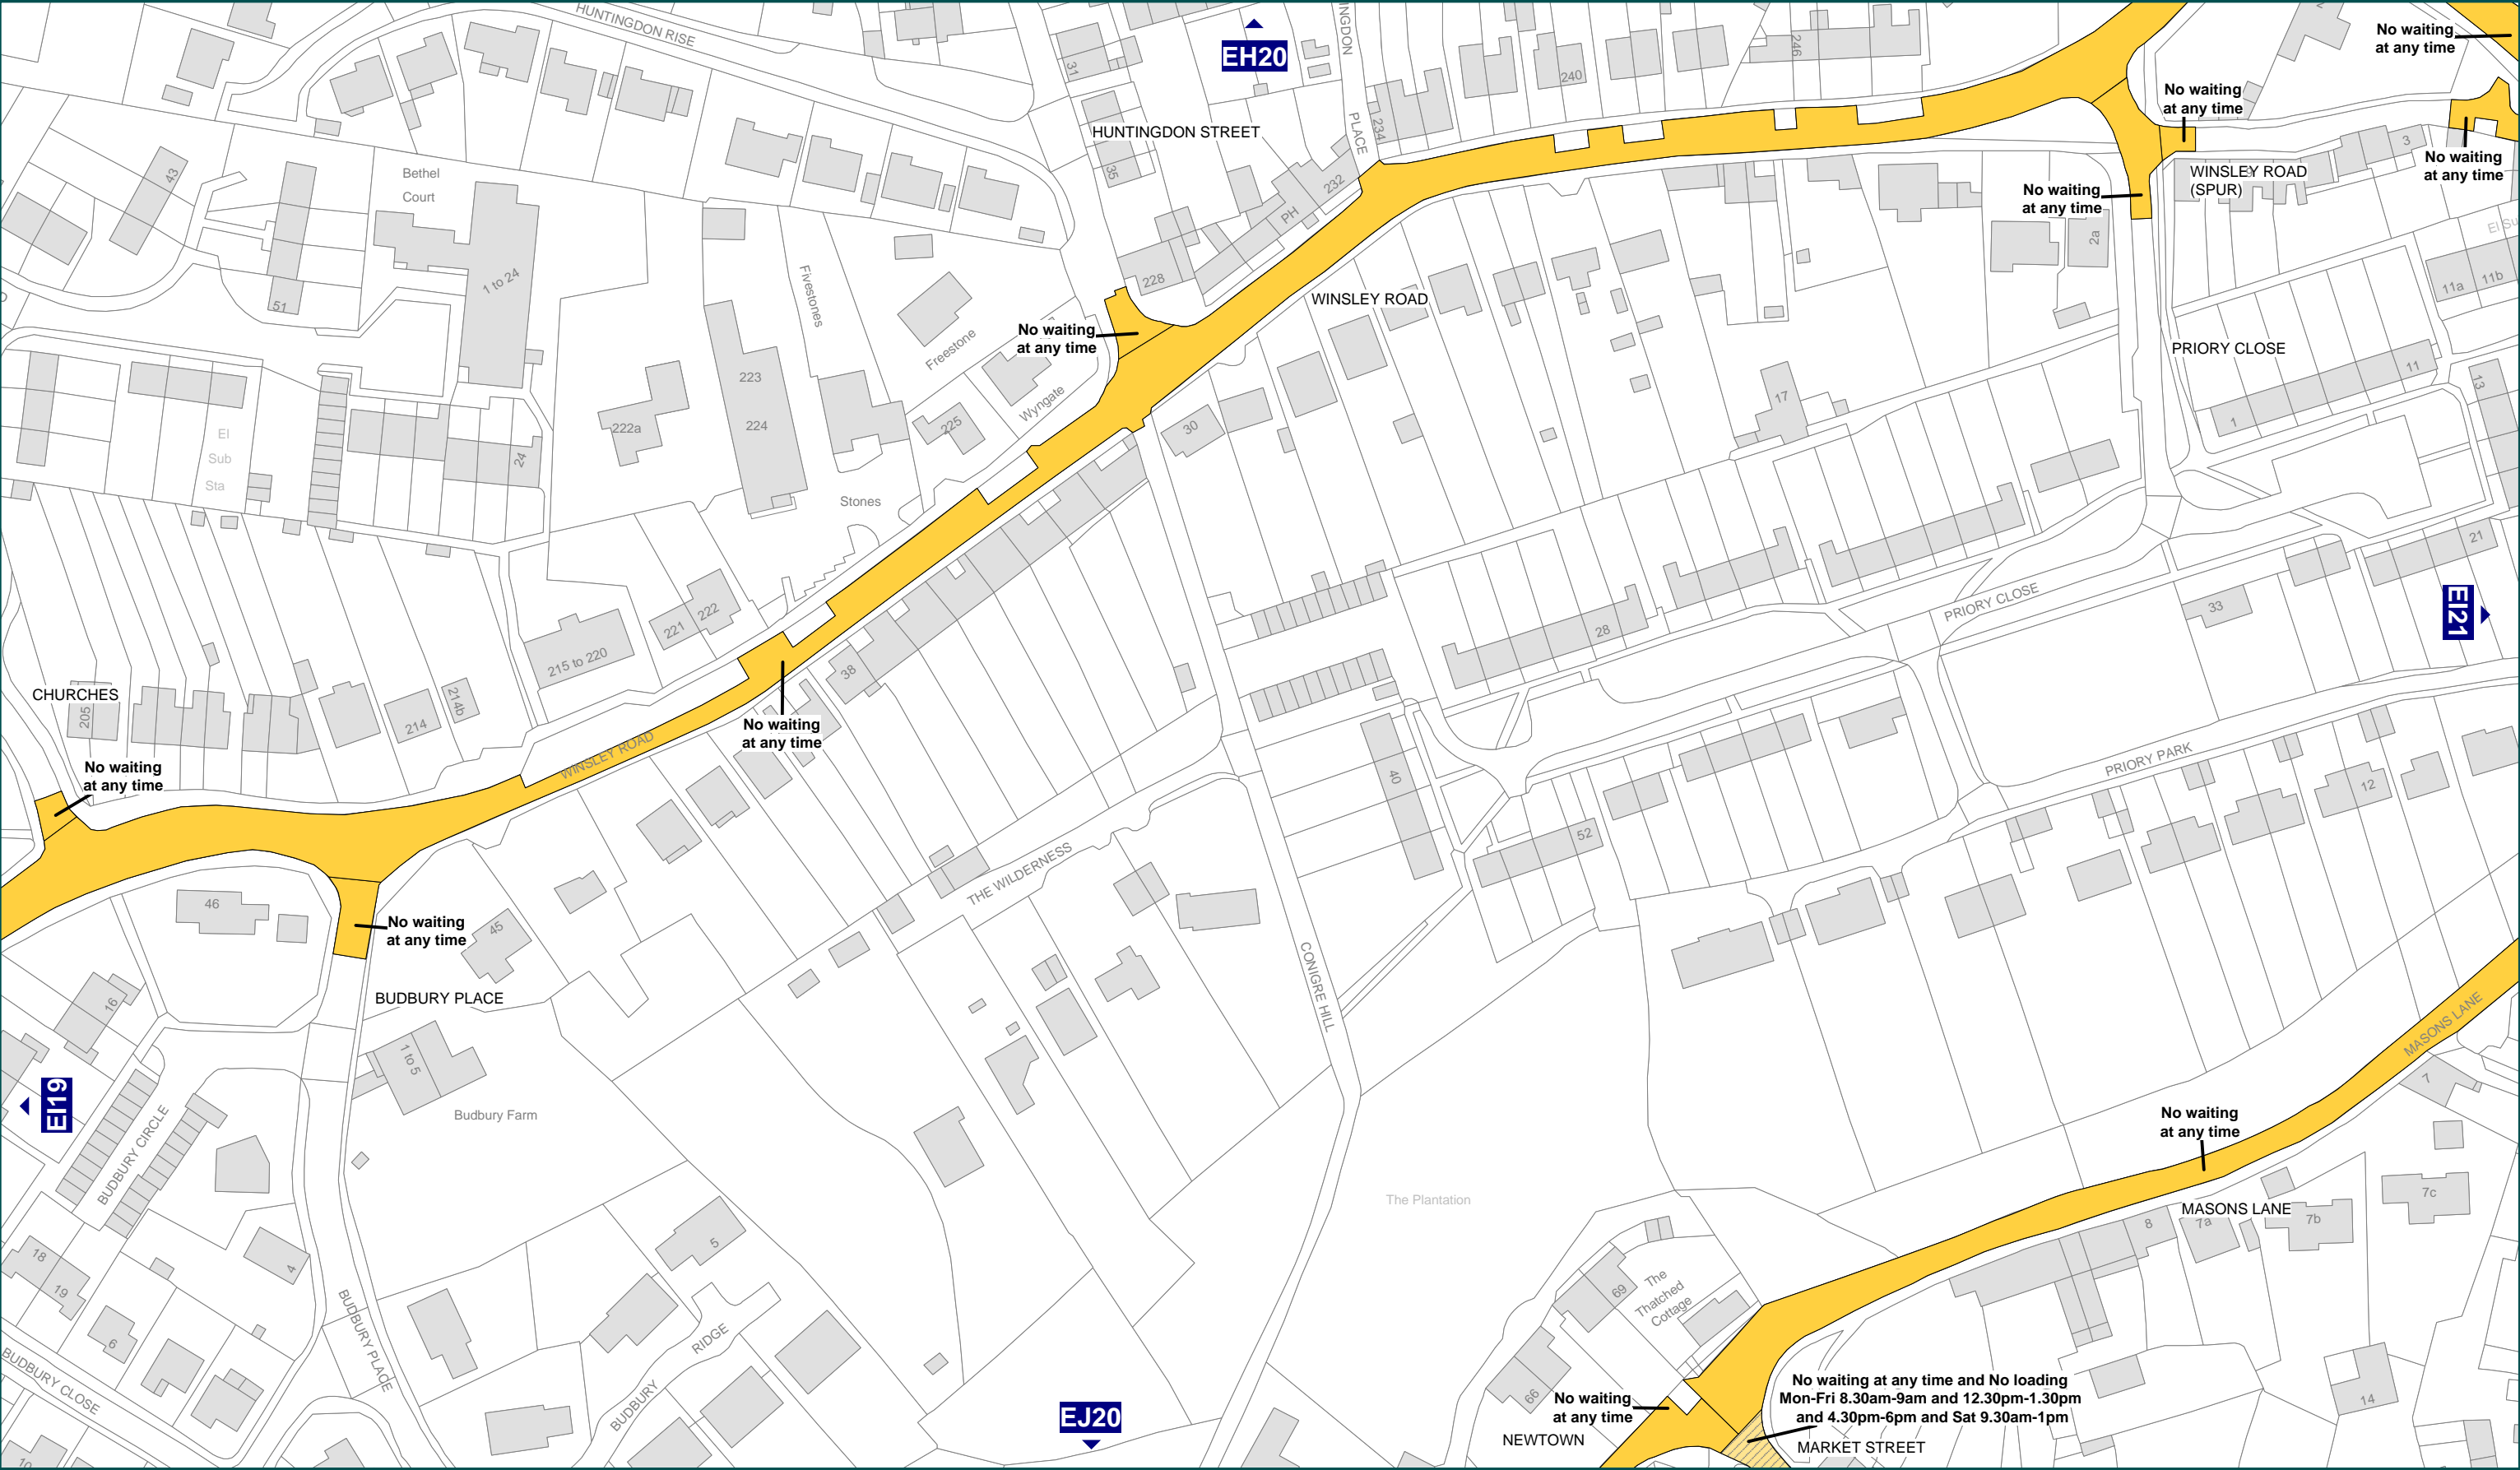 HUNTINGDON RISE
31
EH20
INGDON
PLACE
240
246
No waiting
at any time
No waiting
at any time
HUNTINGDON STREET
234
35
43
Bethel
Court
232
PH
3
WINSLEY ROAD
(SPUR)
No waiting
at any time
No waiting
at any time
El Su
2a
1 to 24
51
Fivestones
228
WINSLEY ROAD
11a
11b
No waiting
at any time
Freestone
PRIORY CLOSE
223
Wyngate
11
13
17
El
Sub
Sta
222a
224
225
30
1
24
Stones
21
PRIORY CLOSE
33
EI21
28
221
222
215 to 220
38
CHURCHES
205
214
214b
WINSLEY ROAD
No waiting
at any time
No waiting
at any time
40
PRIORY PARK
12
52
THE WILDERNESS
46
No waiting
at any time
45
CONIGRE HILL
BUDBURY PLACE
16
1 to 5
MASONS LANE
7
EI19
Budbury Farm
BUDBURY CIRCLE
No waiting
at any time
The Plantation
7c
MASONS LANE
8
7a
7b
18
19
4
5
69
The
Thatched
Cottage
BUDBURY PLACE
6
BUDBURY
RIDGE
BUDBURY CLOSE
66
No waiting
at any time
No waiting at any time and No loading
Mon-Fri 8.30am-9am and 12.30pm-1.30pm
and 4.30pm-6pm and Sat 9.30am-1pm
14
EJ20
NEWTOWN
MARKET STREET
10